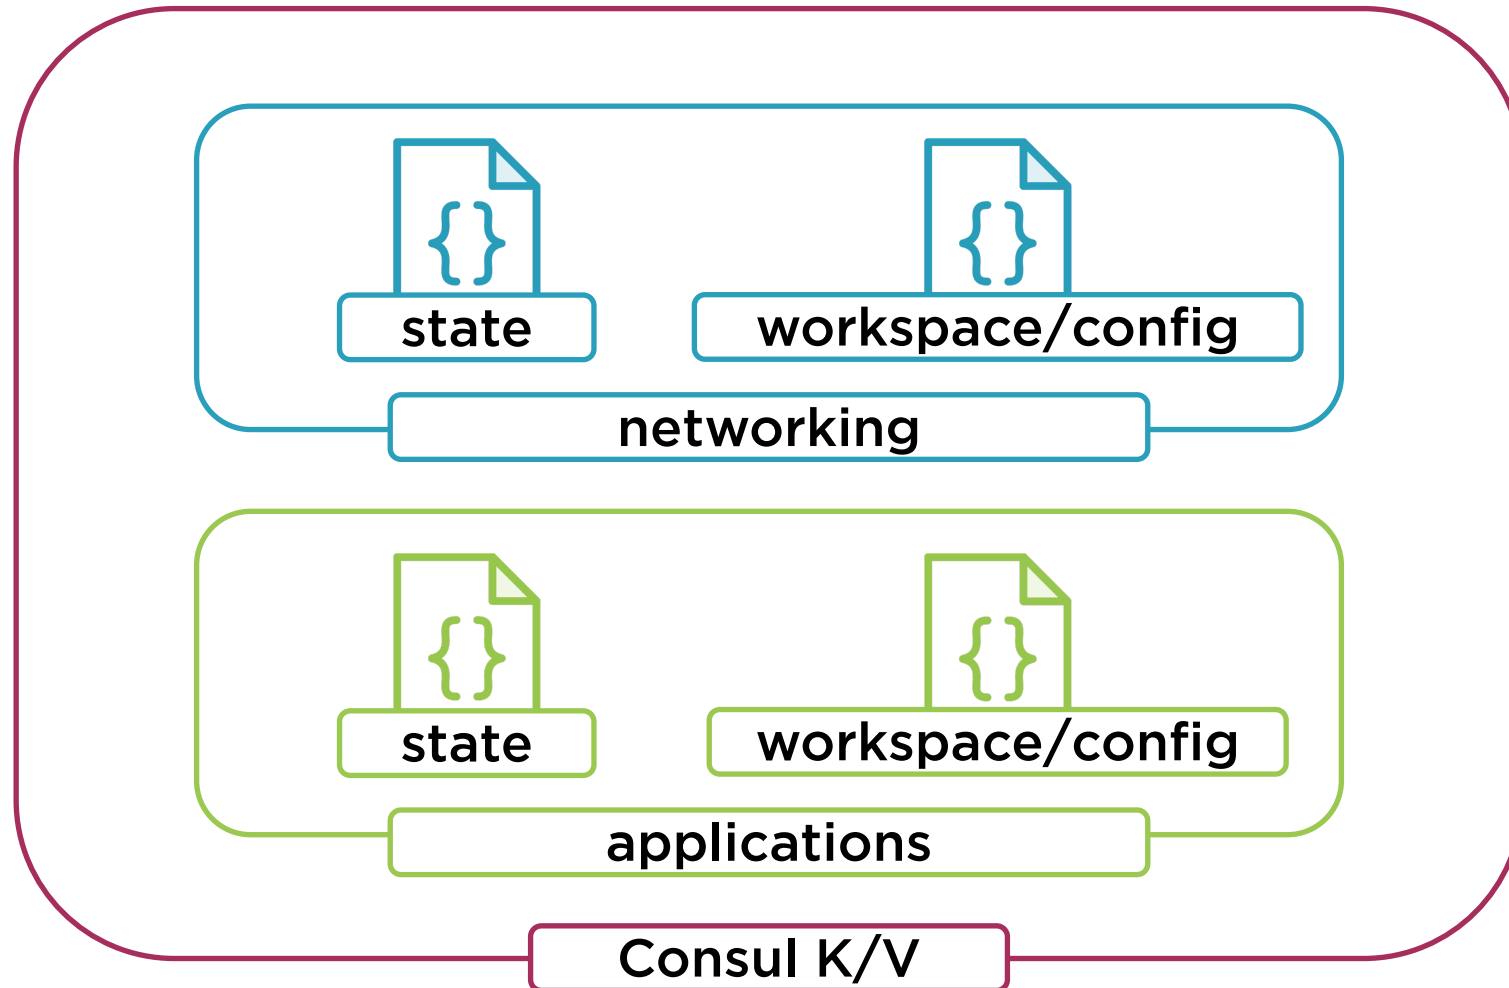 {}
{}
state
workspace/config
networking
{}
{}
state
workspace/config
applications
Consul K/V